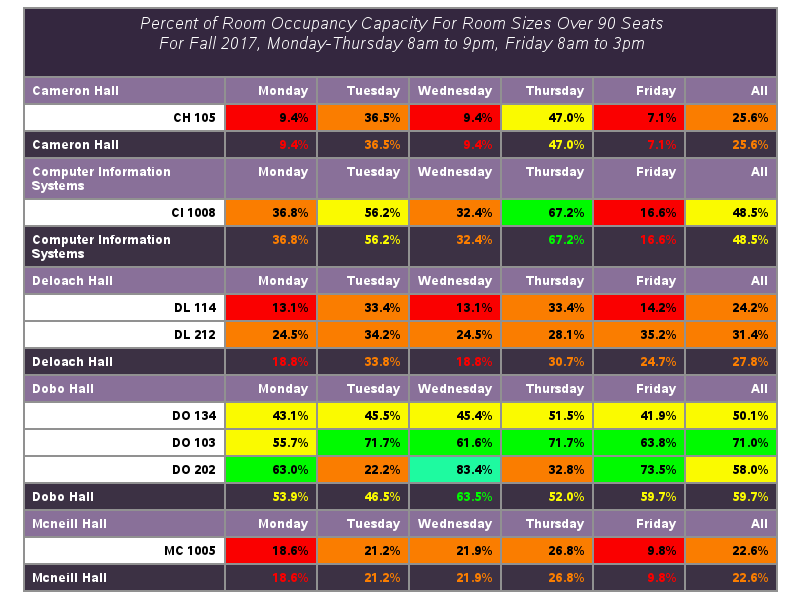 Percent of Room Occupancy Capacity For Room Sizes Over 90 Seats
For Fall 2017, Monday-Thursday 8am to 9pm, Friday 8am to 3pm
Cameron Hall Monday Tuesday Wednesday Thursday Friday All
CH 105 9.4% 36.5% 9.4% 47.0% 7.1% 25.6%
Cameron Hall 9.4% 36.5% 9.4% 47.0% 7.1% 25.6%
Computer Information Monday Tuesday Wednesday Thursday Friday All
Systems
CI 1008 36.8% 56.2% 32.4% 67.2% 16.6% 48.5%
Computer Information 36.8% 56.2% 32.4% 67.2% 16.6% 48.5%
Systems
Deloach Hall Monday Tuesday Wednesday Thursday Friday All
DL 114 13.1% 33.4% 13.1% 33.4% 14.2% 24.2%
DL 212 24.5% 34.2% 24.5% 28.1% 35.2% 31.4%
Deloach Hall 18.8% 33.8% 18.8% 30.7% 24.7% 27.8%
Dobo Hall Monday Tuesday Wednesday Thursday Friday All
DO 134 43.1% 45.5% 45.4% 51.5% 41.9% 50.1%
DO 103 55.7% 71.7% 61.6% 71.7% 63.8% 71.0%
DO 202 63.0% 22.2% 83.4% 32.8% 73.5% 58.0%
Dobo Hall 53.9% 46.5% 63.5% 52.0% 59.7% 59.7%
Mcneill Hall Monday Tuesday Wednesday Thursday Friday All
MC 1005 18.6% 21.2% 21.9% 26.8% 9.8% 22.6%
Mcneill Hall 18.6% 21.2% 21.9% 26.8% 9.8% 22.6%